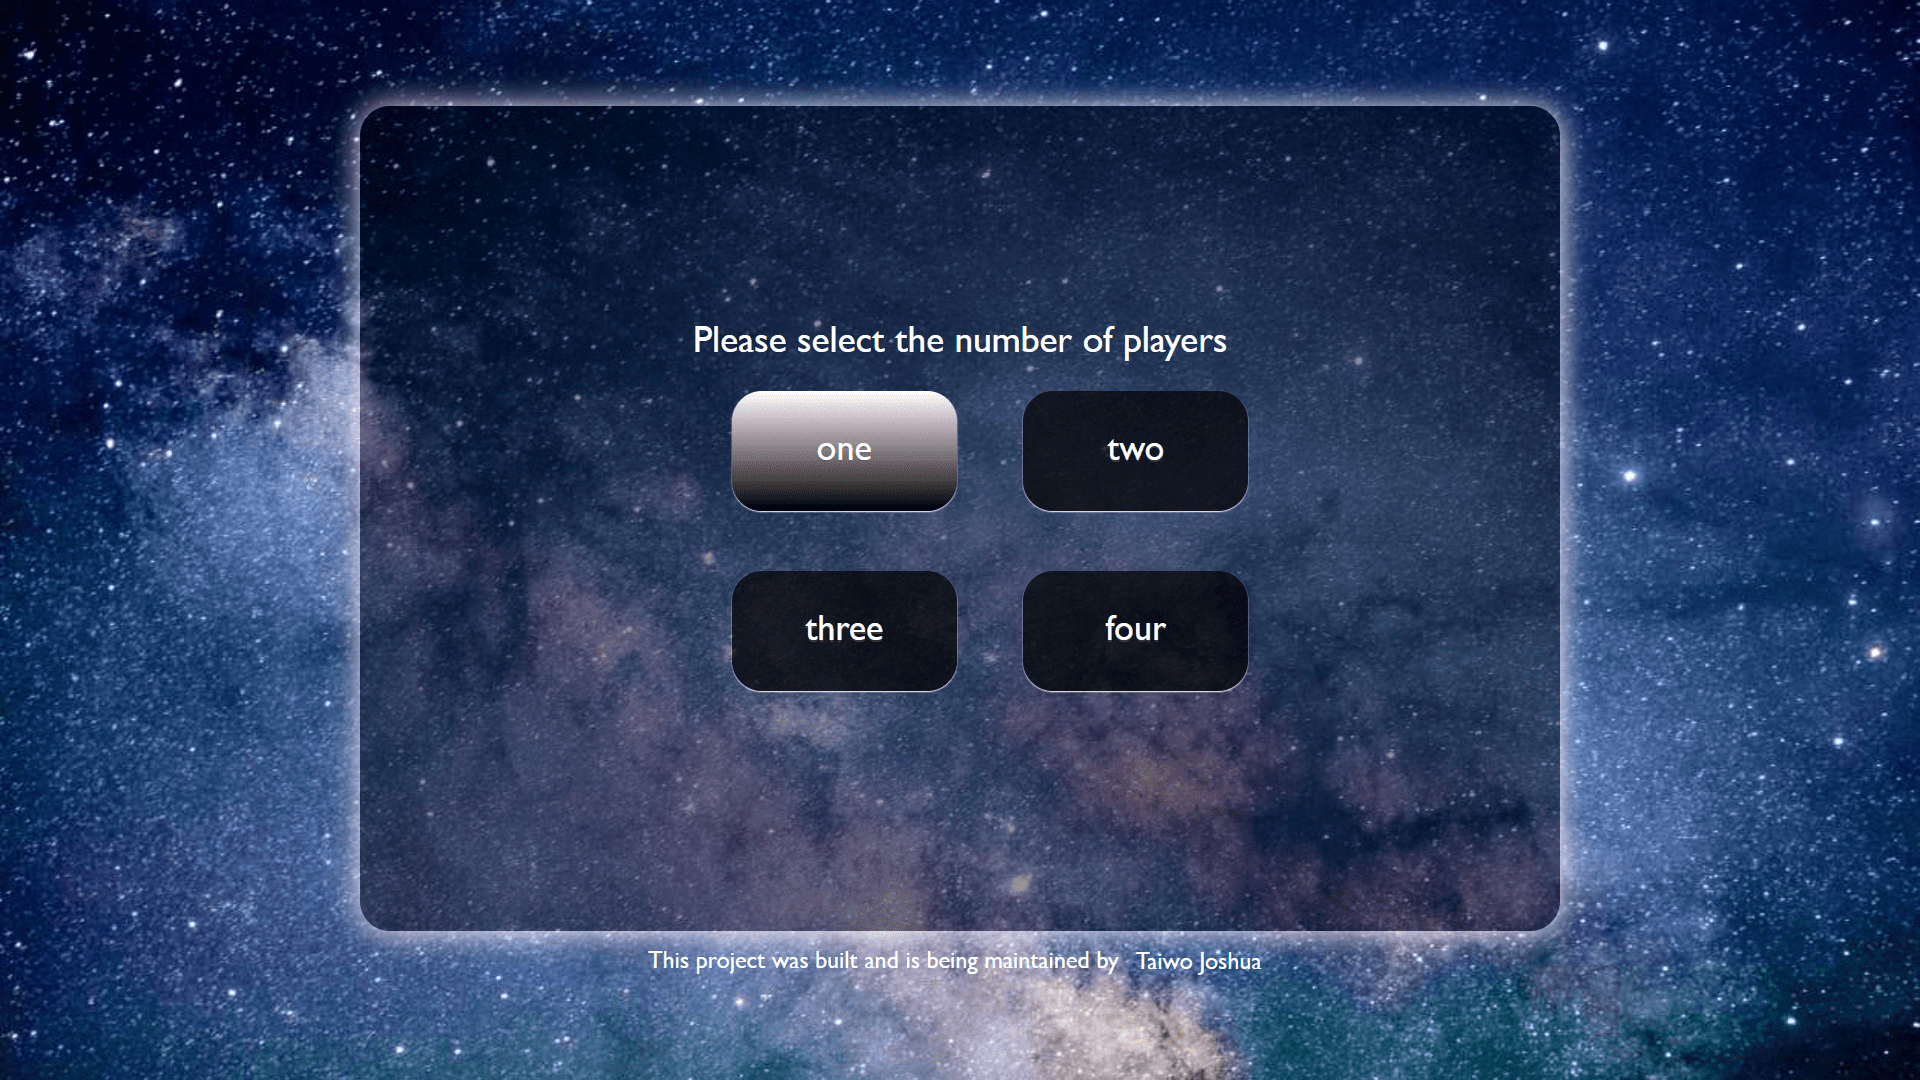 Please select the number of players
one
two
three
four
This project was built and is being maintained by Taiwo Joshua